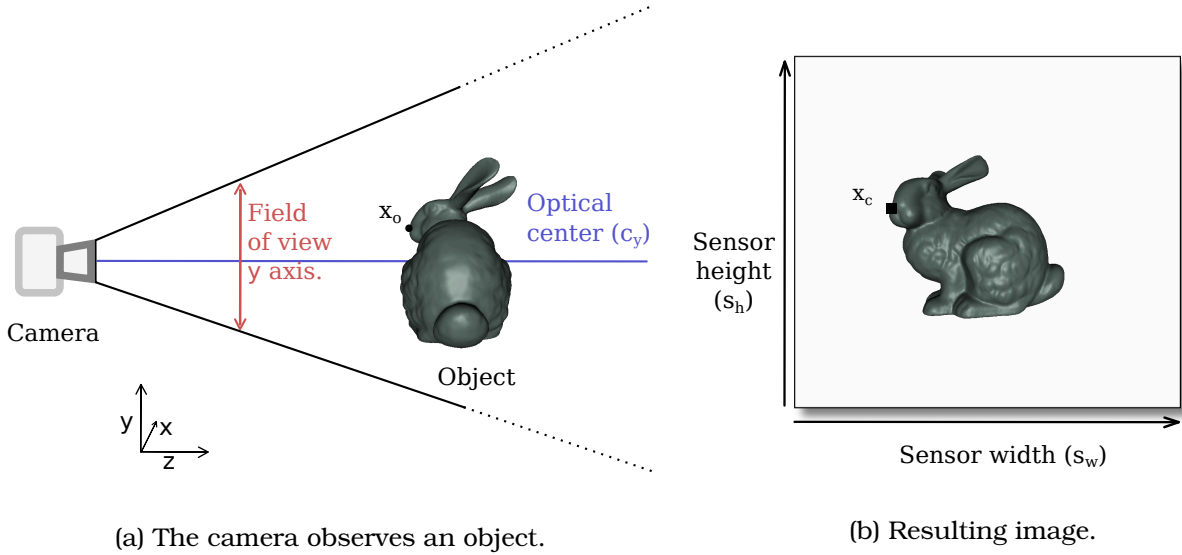 x_o
Optical
center (c_y)
Field
of view
y axis.
Camera
Object
y
x
z
(a) The camera observes an object.
x_c
Sensor
height
(s_h)
Sensor width (s_w)
(b) Resulting image.